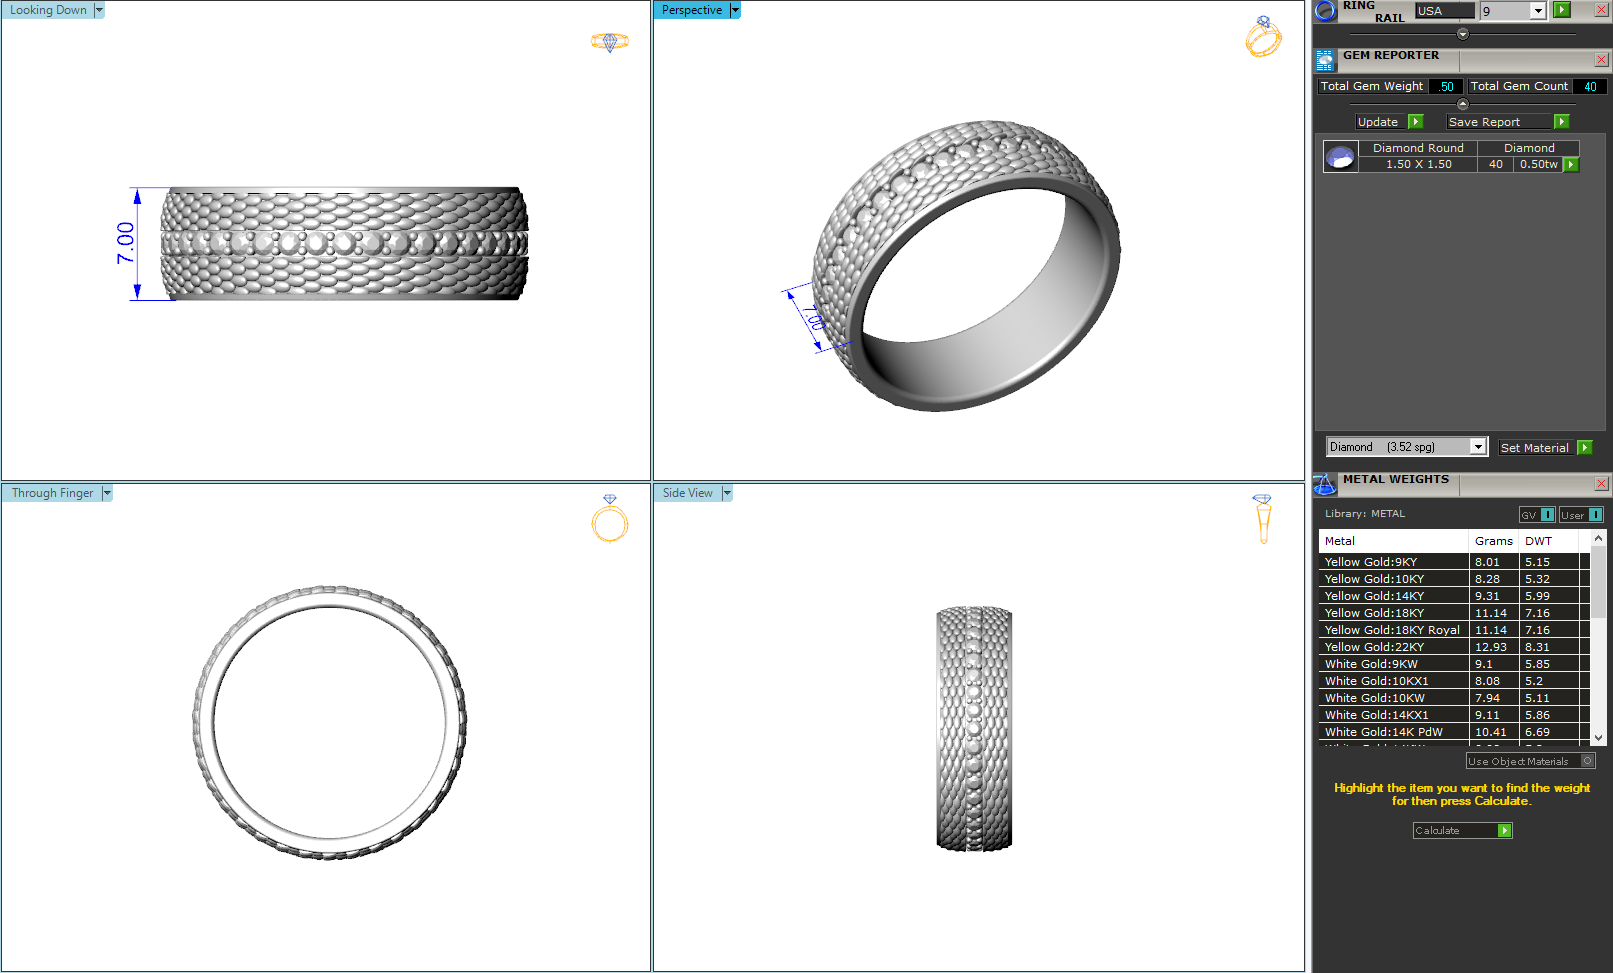 Looking Down
7.00
Perspective
7.00
Through Finger
Side View
RING RAIL USA 9
GEM REPORTER
Total Gem Weight .50 Total Gem Count 40
Update Save Report
Diamond Round Diamond
1.50 X 1.50 40 0.50tw
Diamond (3.52 spg) Set Material
METAL WEIGHTS
Library: METAL GV User
Metal Grams DWT
Yellow Gold:9KY 8.01 5.15
Yellow Gold:10KY 8.28 5.32
Yellow Gold:14KY 9.31 5.99
Yellow Gold:18KY 11.14 7.16
Yellow Gold:18KY Royal 11.14 7.16
Yellow Gold:22KY 12.93 8.31
White Gold:9KW 9.1 5.85
White Gold:10KX1 8.08 5.2
White Gold:10KW 7.94 5.11
White Gold:14KX1 9.11 5.86
White Gold:14K PdW 10.41 6.69
Use Object Materials
Highlight the item you want to find the weight
for then press Calculate.
Calculate